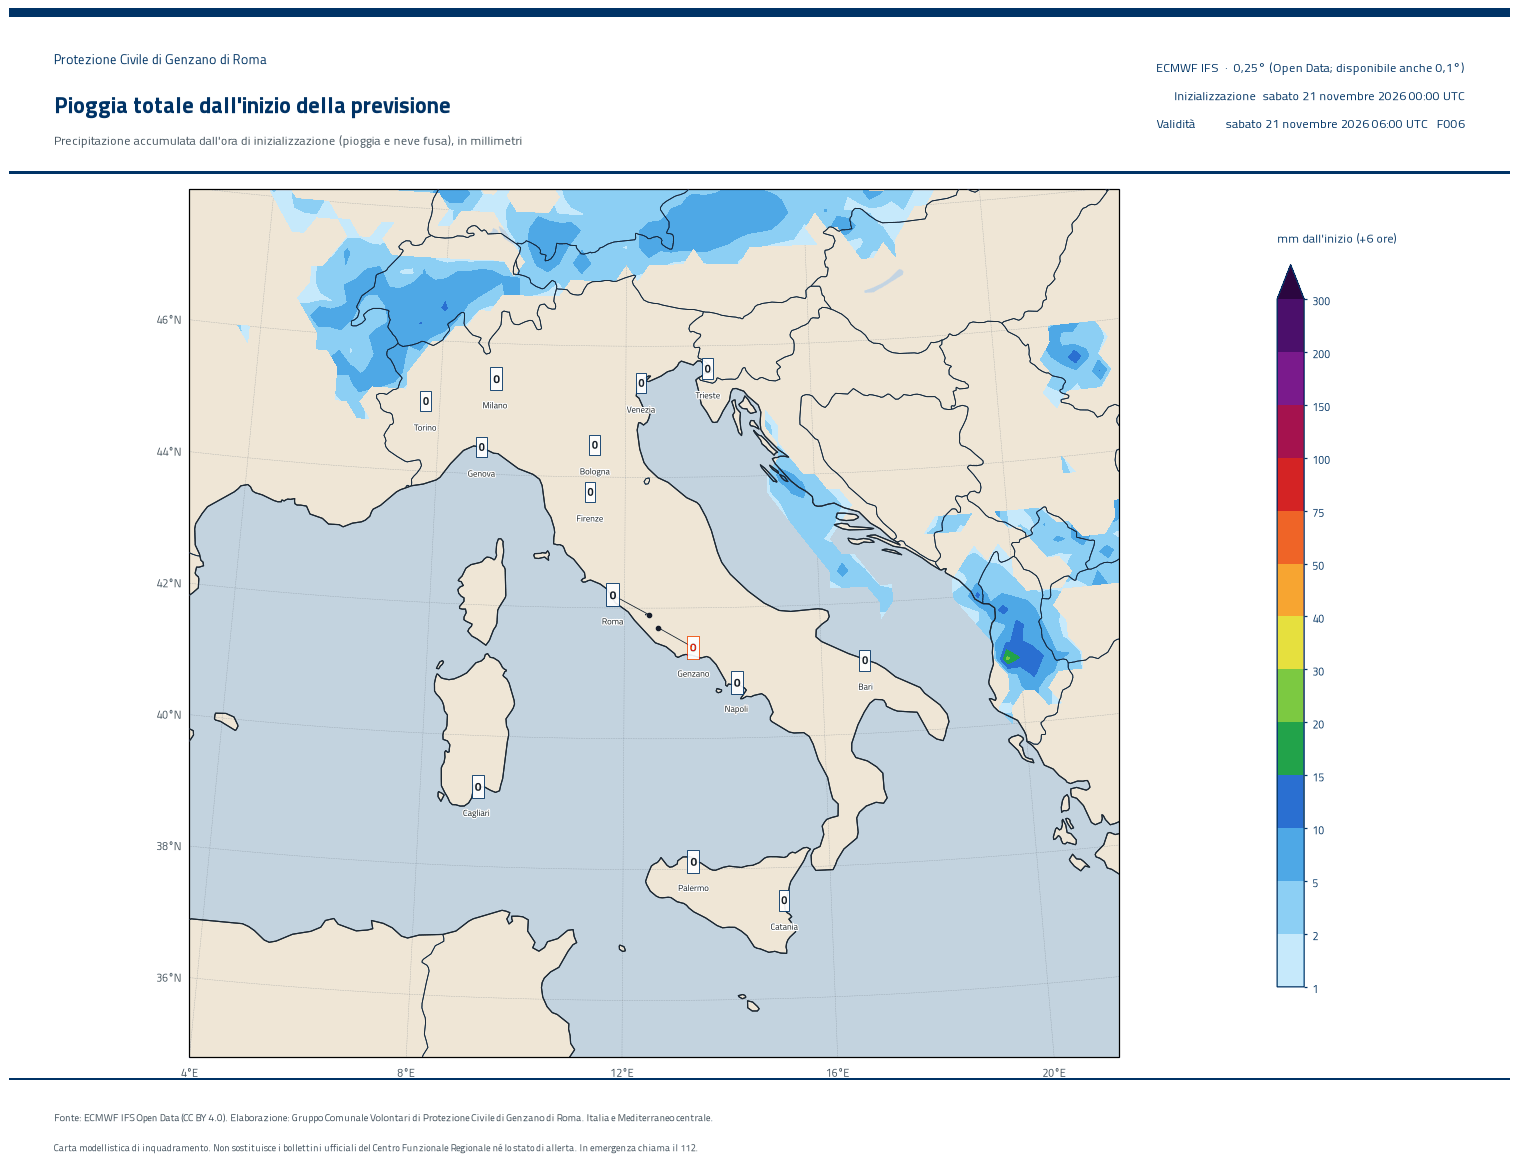 Protezione Civile di Genzano di Roma
Pioggia totale dall'inizio della previsione
Precipitazione accumulata dall'ora di inizializzazione (pioggia e neve fusa), in millimetri
ECMWF IFS · 0,25° (Open Data; disponibile anche 0,1°)
Inizializzazione sabato 21 novembre 2026 00:00 UTC
Validità sabato 21 novembre 2026 06:00 UTC F006
mm dall'inizio (+6 ore)
300
200
150
100
75
50
40
30
20
15
10
5
2
1
46°N
44°N
42°N
40°N
38°N
36°N
4°E
8°E
12°E
16°E
20°E
0
Trieste
0
Milano
0
Venezia
0
Torino
0
Genova
0
Bologna
0
Firenze
0
Roma
0
Genzano
0
Bari
0
Napoli
0
Cagliari
0
Palermo
0
Catania
Fonte: ECMWF IFS Open Data (CC BY 4.0). Elaborazione: Gruppo Comunale Volontari di Protezione Civile di Genzano di Roma. Italia e Mediterraneo centrale.
Carta modellistica di inquadramento. Non sostituisce i bollettini ufficiali del Centro Funzionale Regionale né lo stato di allerta. In emergenza chiama il 112.